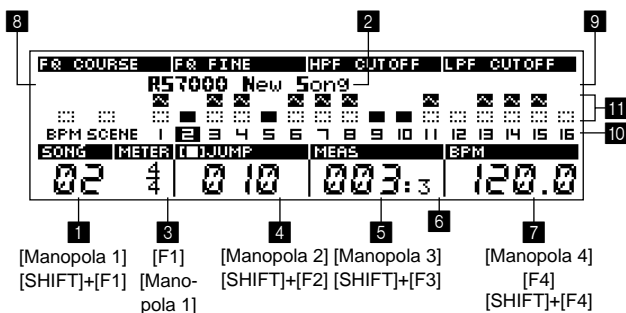 8 2 9
FQ COURSE FQ FINE HPF CUTOFF LPF CUTOFF
RS7000 New Song
11
BPM SCENE 1 2 3 4 5 6 7 8 9 10 11 12 13 14 15 16 10
SONG METER [■]JUMP MEAS BPM
02 4/4 010 003:3 120.0
1 3 4 5 6 7
[Manopola 1] [F1] [Manopola 2] [Manopola 3] [Manopola 4]
[SHIFT]+[F1] [Mano- [SHIFT]+[F2] [SHIFT]+[F3] [F4]
pola 1] [SHIFT]+[F4]